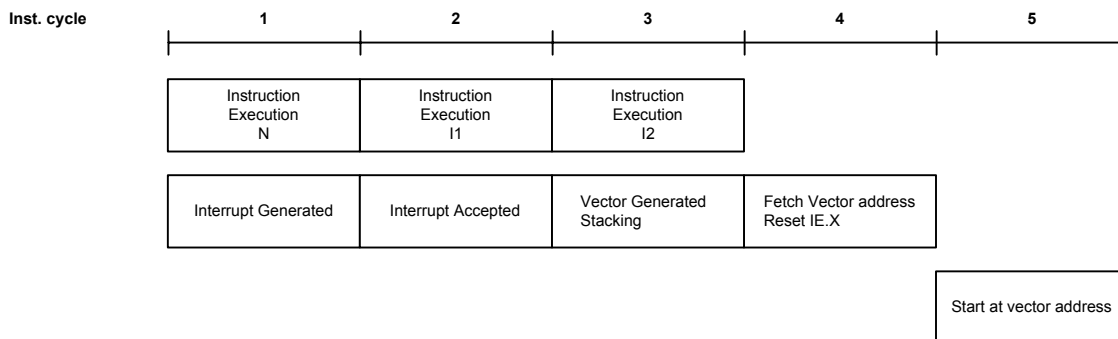 Inst. cycle 1 2 3 4 5
Instruction
Execution
N
Instruction
Execution
I1
Instruction
Execution
I2
Interrupt Generated
Interrupt Accepted
Vector Generated
Stacking
Fetch Vector address
Reset IE.X
Start at vector address